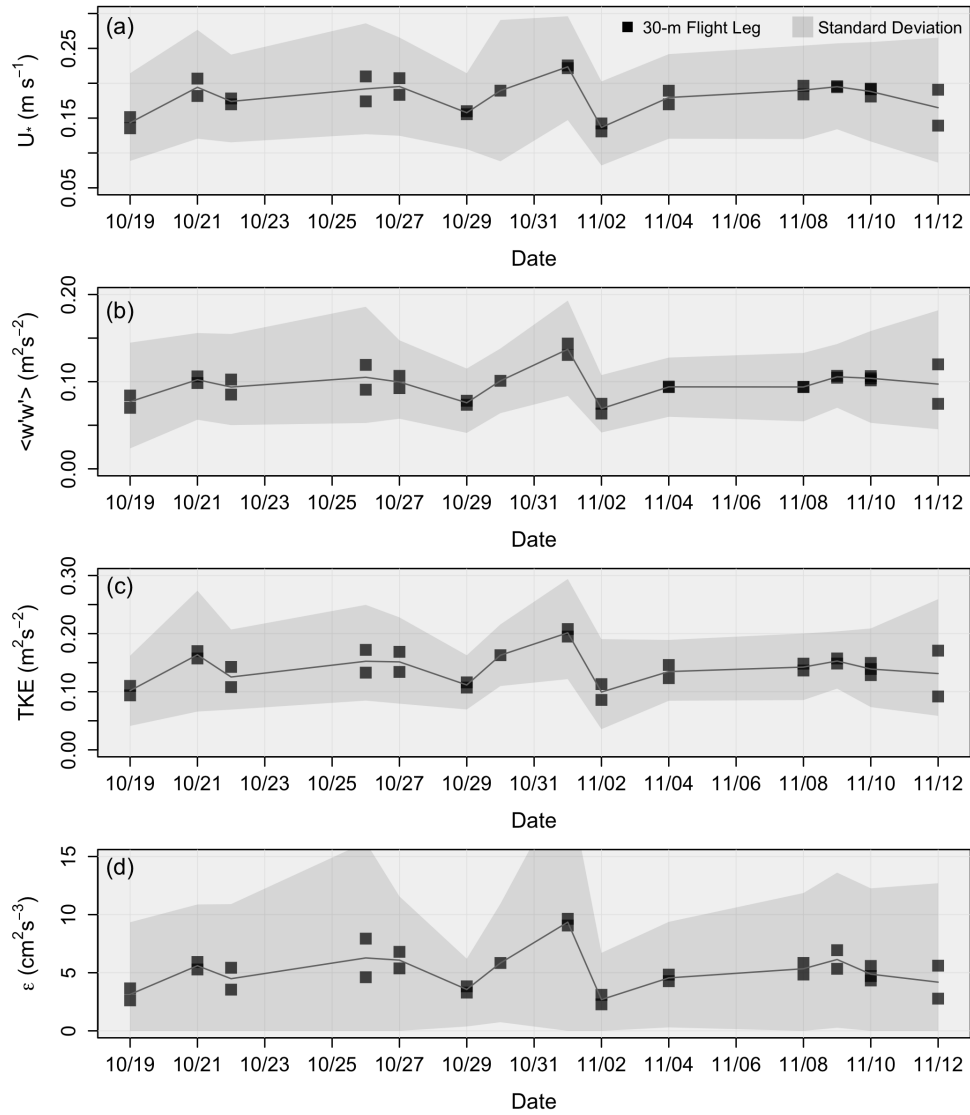 (a)
30-m Flight Leg
Standard Deviation
U* (m s⁻¹)
0.05 0.15 0.25
10/19 10/21 10/23 10/25 10/27 10/29 10/31 11/02 11/04 11/06 11/08 11/10 11/12
Date
(b)
<w'w'> (m²s⁻²)
0.00 0.10 0.20
10/19 10/21 10/23 10/25 10/27 10/29 10/31 11/02 11/04 11/06 11/08 11/10 11/12
Date
(c)
TKE (m²s⁻²)
0.00 0.10 0.20 0.30
10/19 10/21 10/23 10/25 10/27 10/29 10/31 11/02 11/04 11/06 11/08 11/10 11/12
Date
(d)
ε (cm²s⁻³)
0 5 10 15
10/19 10/21 10/23 10/25 10/27 10/29 10/31 11/02 11/04 11/06 11/08 11/10 11/12
Date